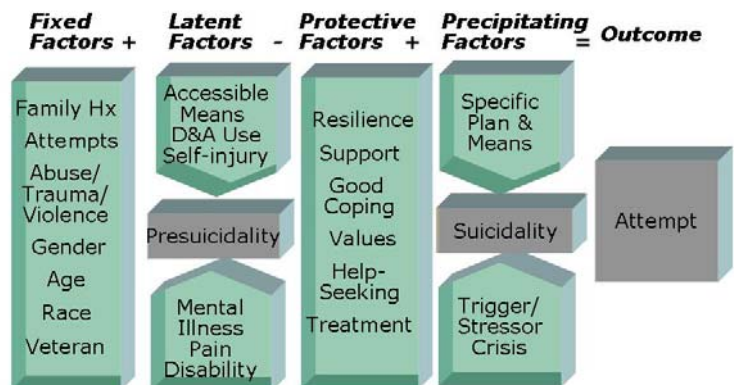 Fixed Factors +
Latent Factors -
Protective Factors +
Precipitating Factors =
Outcome
Family Hx
Attempts
Abuse/
Trauma/
Violence
Gender
Age
Race
Veteran
Accessible
Means
D&A Use
Self-injury
Presuicidality
Mental
Illness
Pain
Disability
Resilience
Support
Good
Coping
Values
Help-
Seeking
Treatment
Specific
Plan &
Means
Suicidality
Trigger/
Stressor
Crisis
Attempt